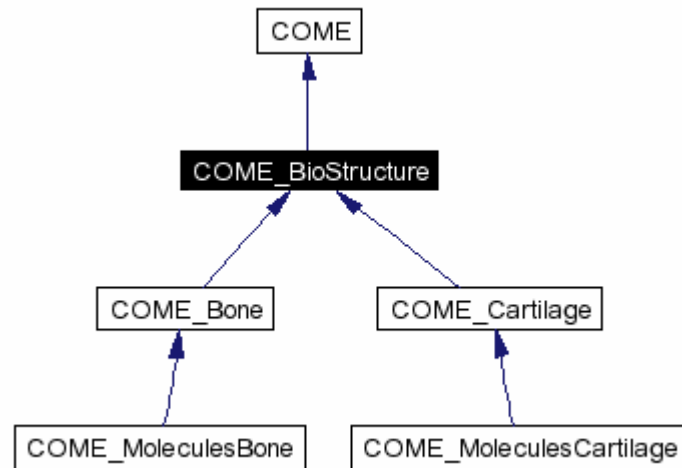 COME
COME_BioStructure
COME_Bone
COME_Cartilage
COME_MoleculesBone
COME_MoleculesCartilage